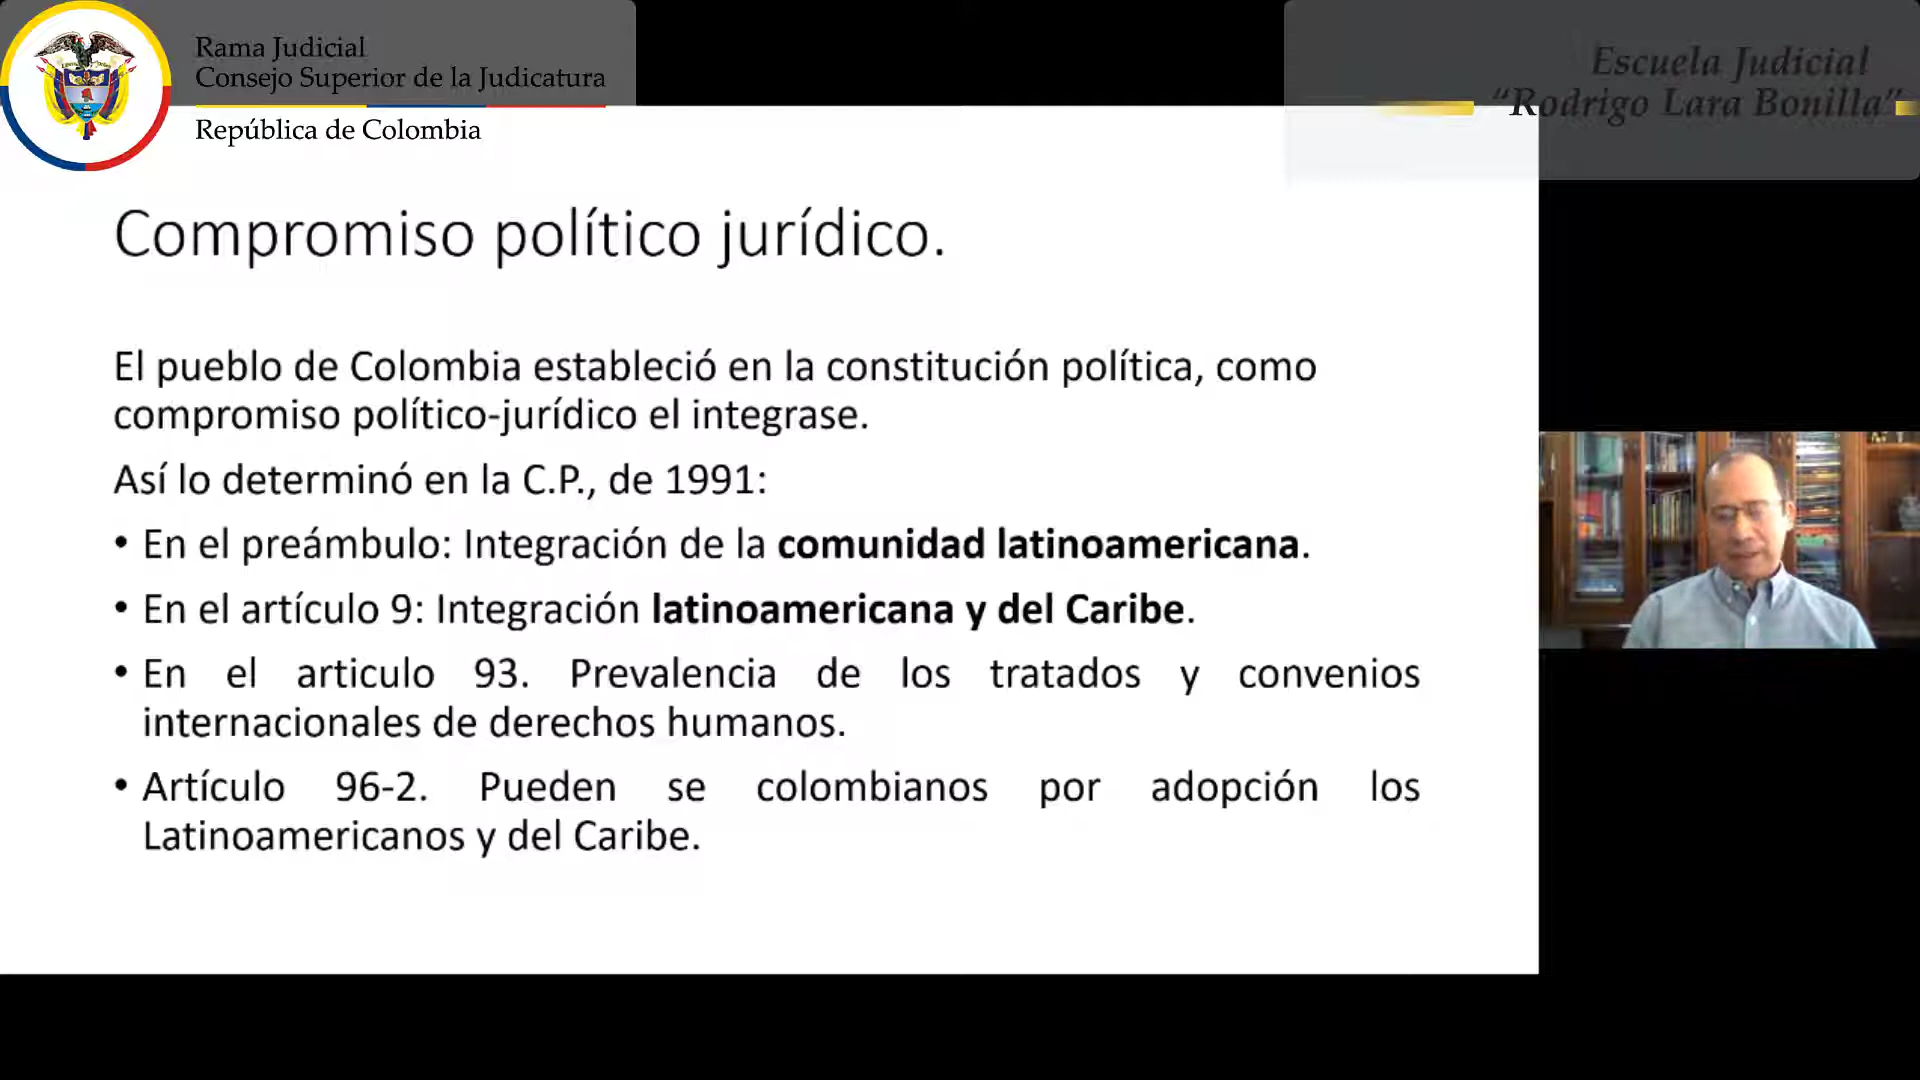 Rama Judicial
Consejo Superior de la Judicatura
República de Colombia
Escuela Judicial
“Rodrigo Lara Bonilla”
Compromiso político jurídico.
El pueblo de Colombia estableció en la constitución política, como
compromiso político-jurídico el integrase.
Así lo determinó en la C.P., de 1991:
• En el preámbulo: Integración de la comunidad latinoamericana.
• En el artículo 9: Integración latinoamericana y del Caribe.
• En el articulo 93. Prevalencia de los tratados y convenios
internacionales de derechos humanos.
• Artículo 96-2. Pueden se colombianos por adopción los
Latinoamericanos y del Caribe.